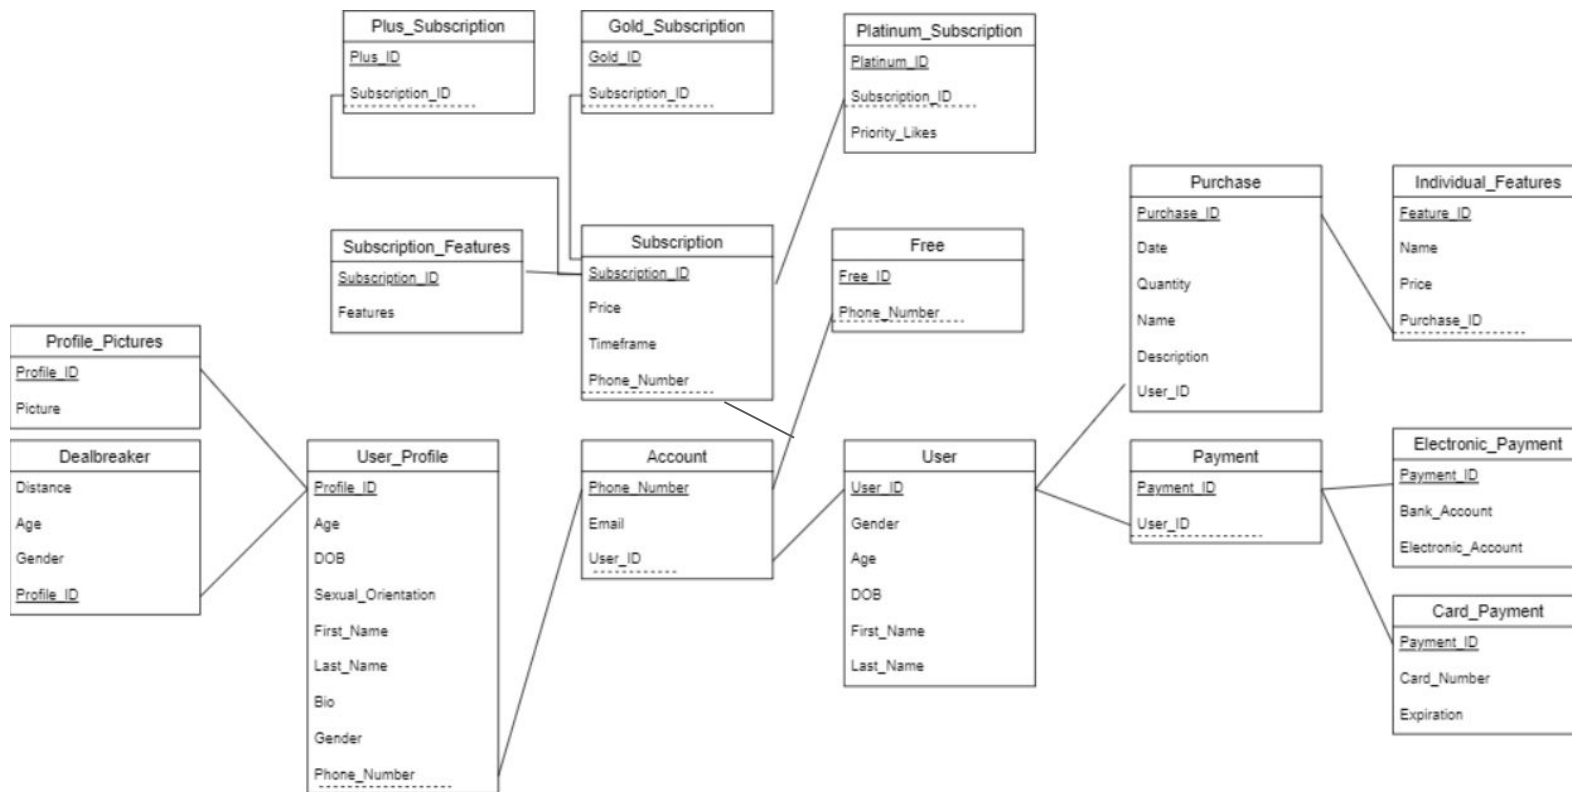 Plus_Subscription
Plus_ID
Subscription_ID
Gold_Subscription
Gold_ID
Subscription_ID
Platinum_Subscription
Platinum_ID
Subscription_ID
Priority_Likes
Purchase
Purchase_ID
Date
Quantity
Name
Description
User_ID
Individual_Features
Feature_ID
Name
Price
Purchase_ID
Subscription_Features
Subscription_ID
Features
Subscription
Subscription_ID
Price
Timeframe
Phone_Number
Free
Free_ID
Phone_Number
Profile_Pictures
Profile_ID
Picture
Dealbreaker
Distance
Age
Gender
Profile_ID
User_Profile
Profile_ID
Age
DOB
Sexual_Orientation
First_Name
Last_Name
Bio
Gender
Phone_Number
Account
Phone_Number
Email
User_ID
User
User_ID
Gender
Age
DOB
First_Name
Last_Name
Payment
Payment_ID
User_ID
Electronic_Payment
Payment_ID
Bank_Account
Electronic_Account
Card_Payment
Payment_ID
Card_Number
Expiration